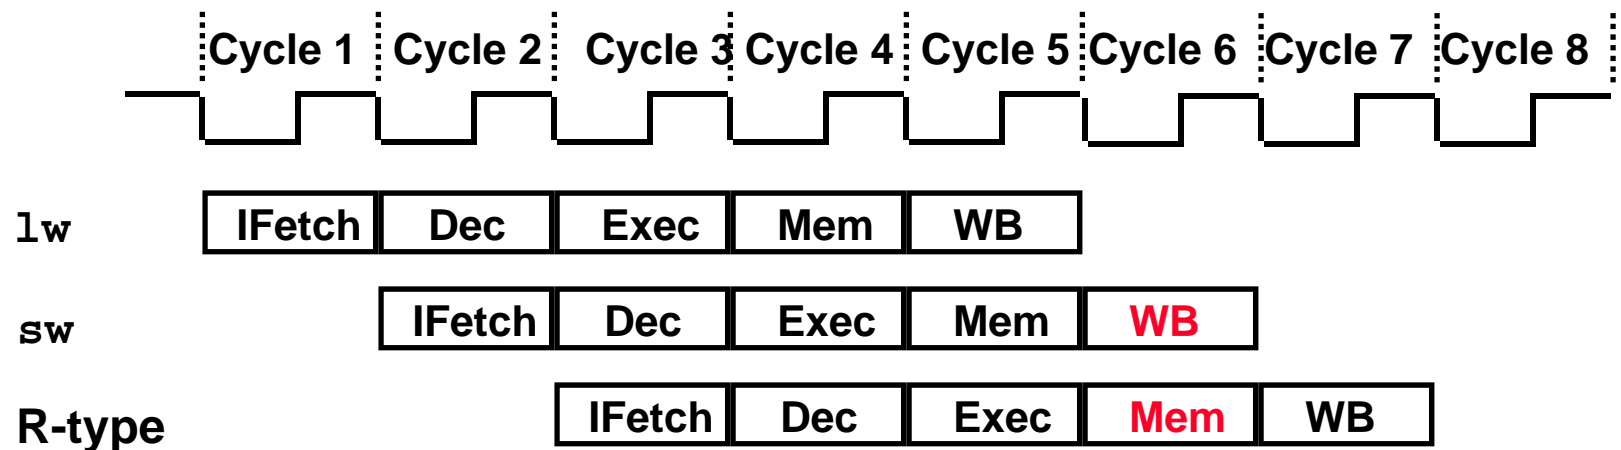 Cycle 1 Cycle 2 Cycle 3 Cycle 4 Cycle 5 Cycle 6 Cycle 7 Cycle 8
lw IFetch Dec Exec Mem WB
sw IFetch Dec Exec Mem WB
R-type IFetch Dec Exec Mem WB